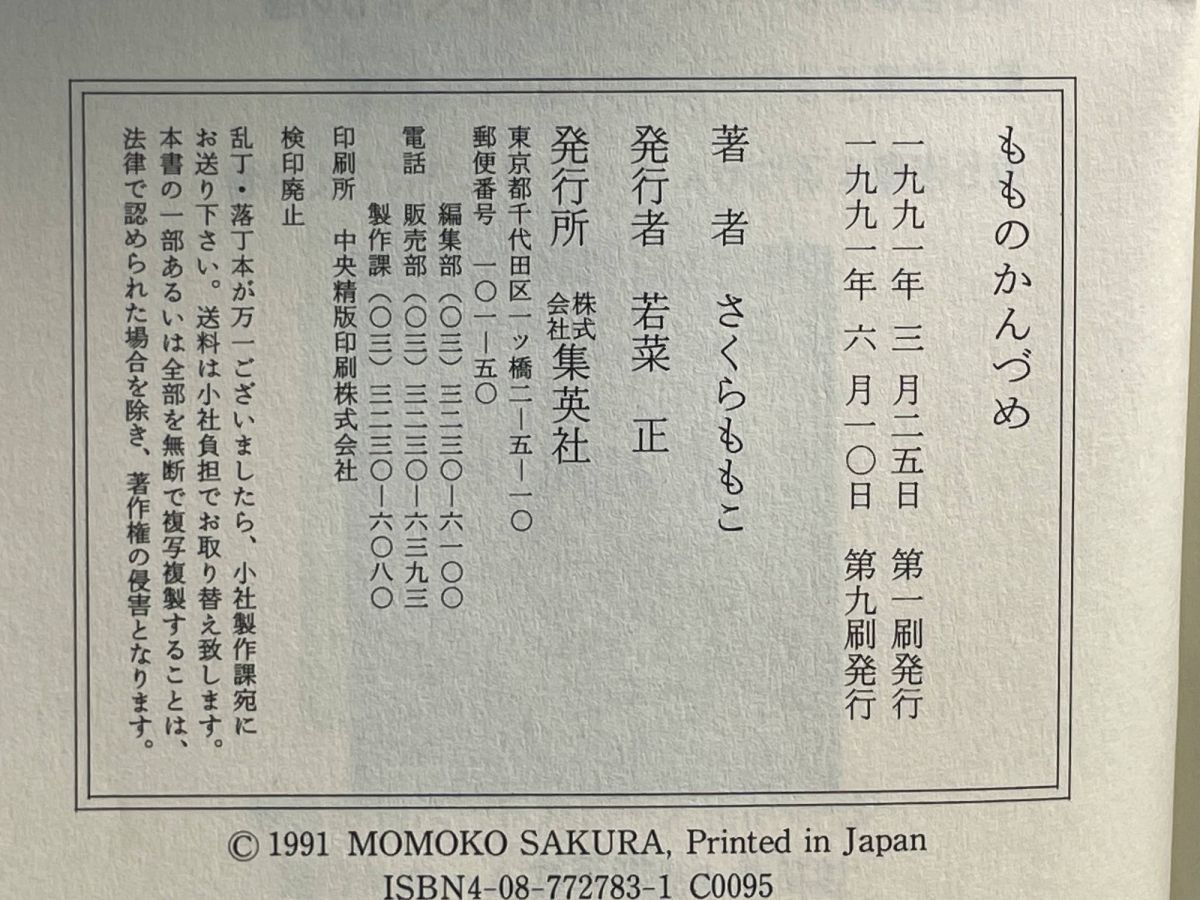 もものかんづめ
一九九一年 三 月二五日 第一刷発行
一九九一年 六 月一〇日 第九刷発行
著 者 さくらももこ
発行者 若菜 正
発行所 株式会社集英社
東京都千代田区一ッ橋二―五―一〇
郵便番号 一〇一―五〇
編集部(〇三)三二三〇―六一〇〇
電話 販売部(〇三)三二三〇―六三九三
製作課(〇三)三二三〇―六〇八〇
印刷所 中央精版印刷株式会社
検印廃止
乱丁・落丁本が万一ございましたら、小社製作課宛に
お送り下さい。送料は小社負担でお取り替え致します。
本書の一部あるいは全部を無断で複写複製することは、
法律で認められた場合を除き、著作権の侵害となります。
© 1991 MOMOKO SAKURA, Printed in Japan
ISBN4-08-772783-1 C0095